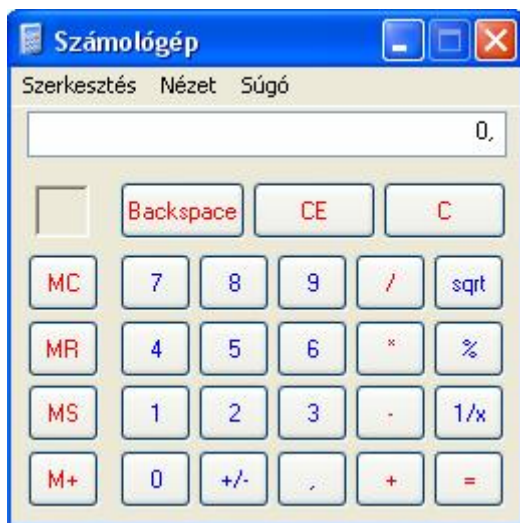 Számológép
Szerkesztés Nézet Súgó
0,
Backspace CE C
MC 7 8 9 / sqrt
MR 4 5 6 * %
MS 1 2 3 - 1/x
M+ 0 +/- , + =